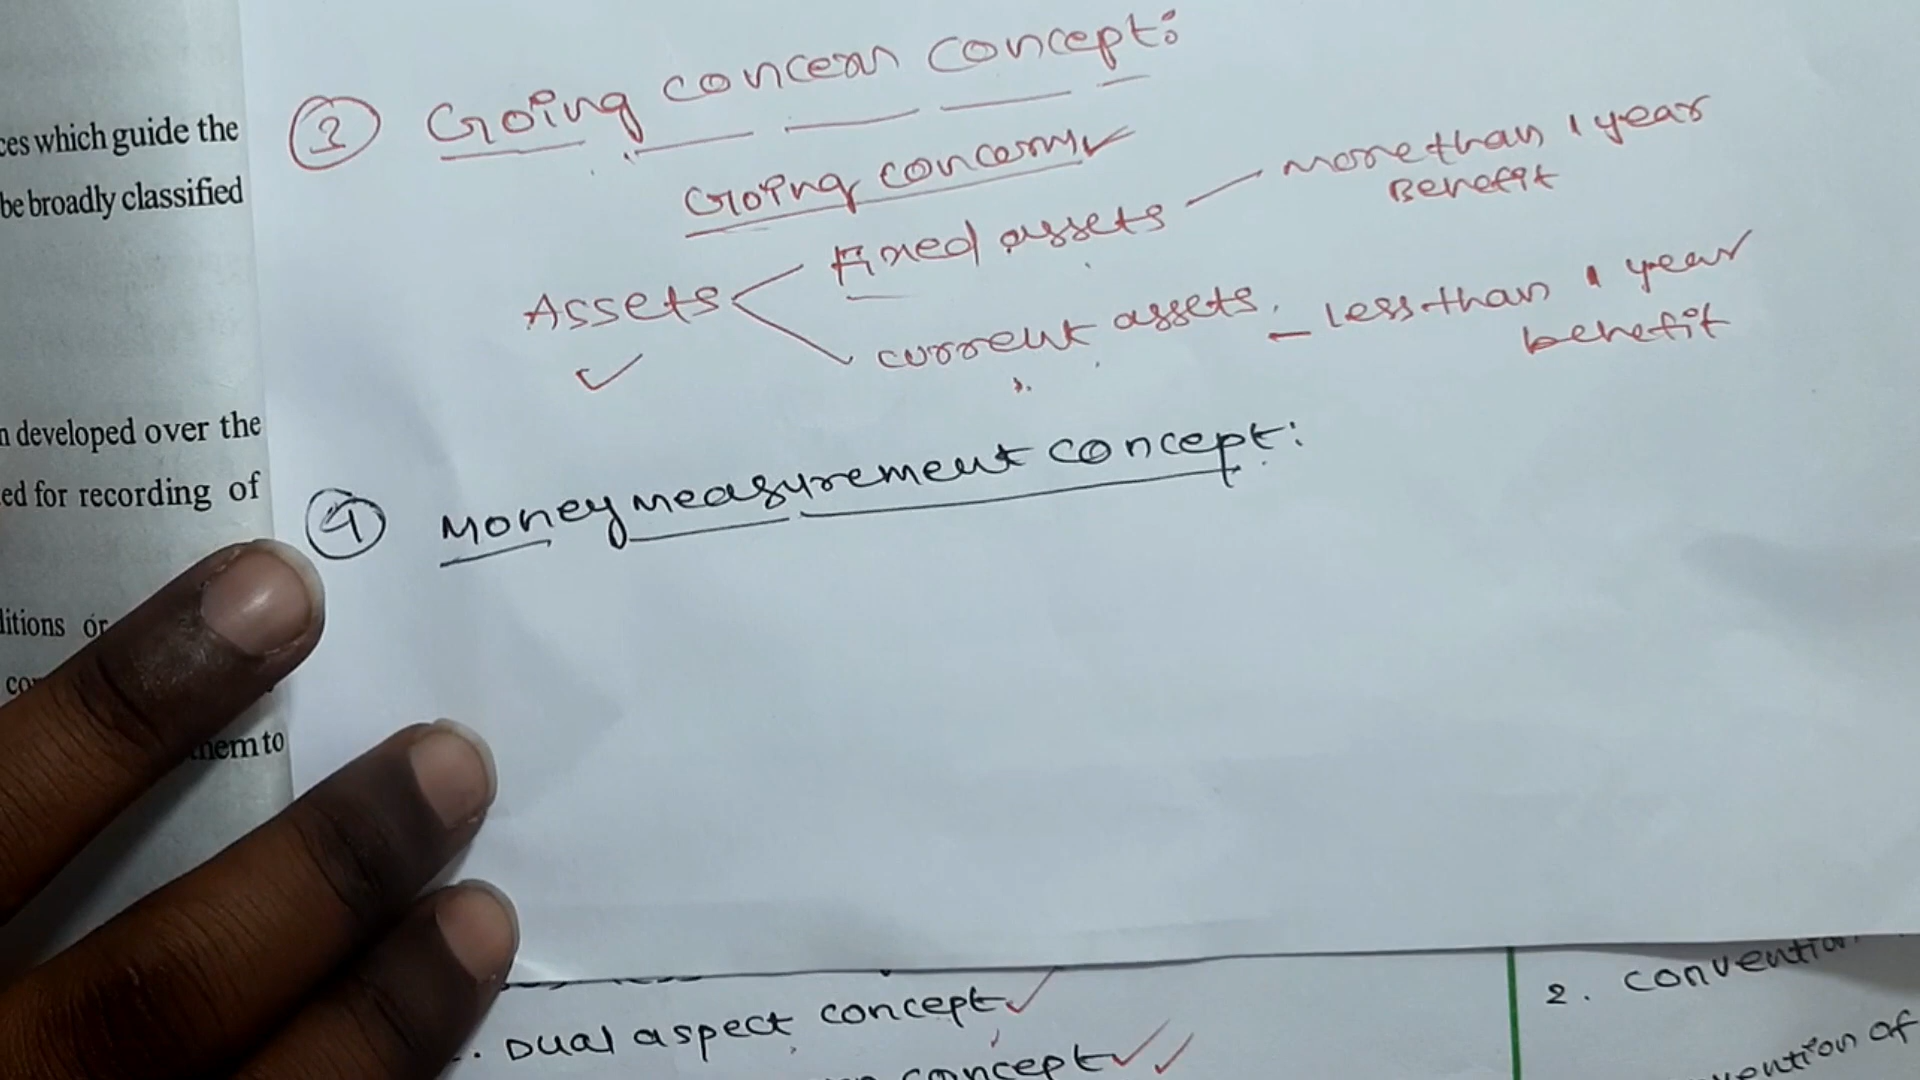 ces which guide the
be broadly classified
n developed over the
ed for recording of
litions or
co
hem to
3 Going concern concept:
Going concern
Assets
Fixed assets
more than 1 year
Benefit
current assets.
less than 1 year
benefit
4 Money measurement concept:
Dual aspect concept
concept
2. convention
vention of